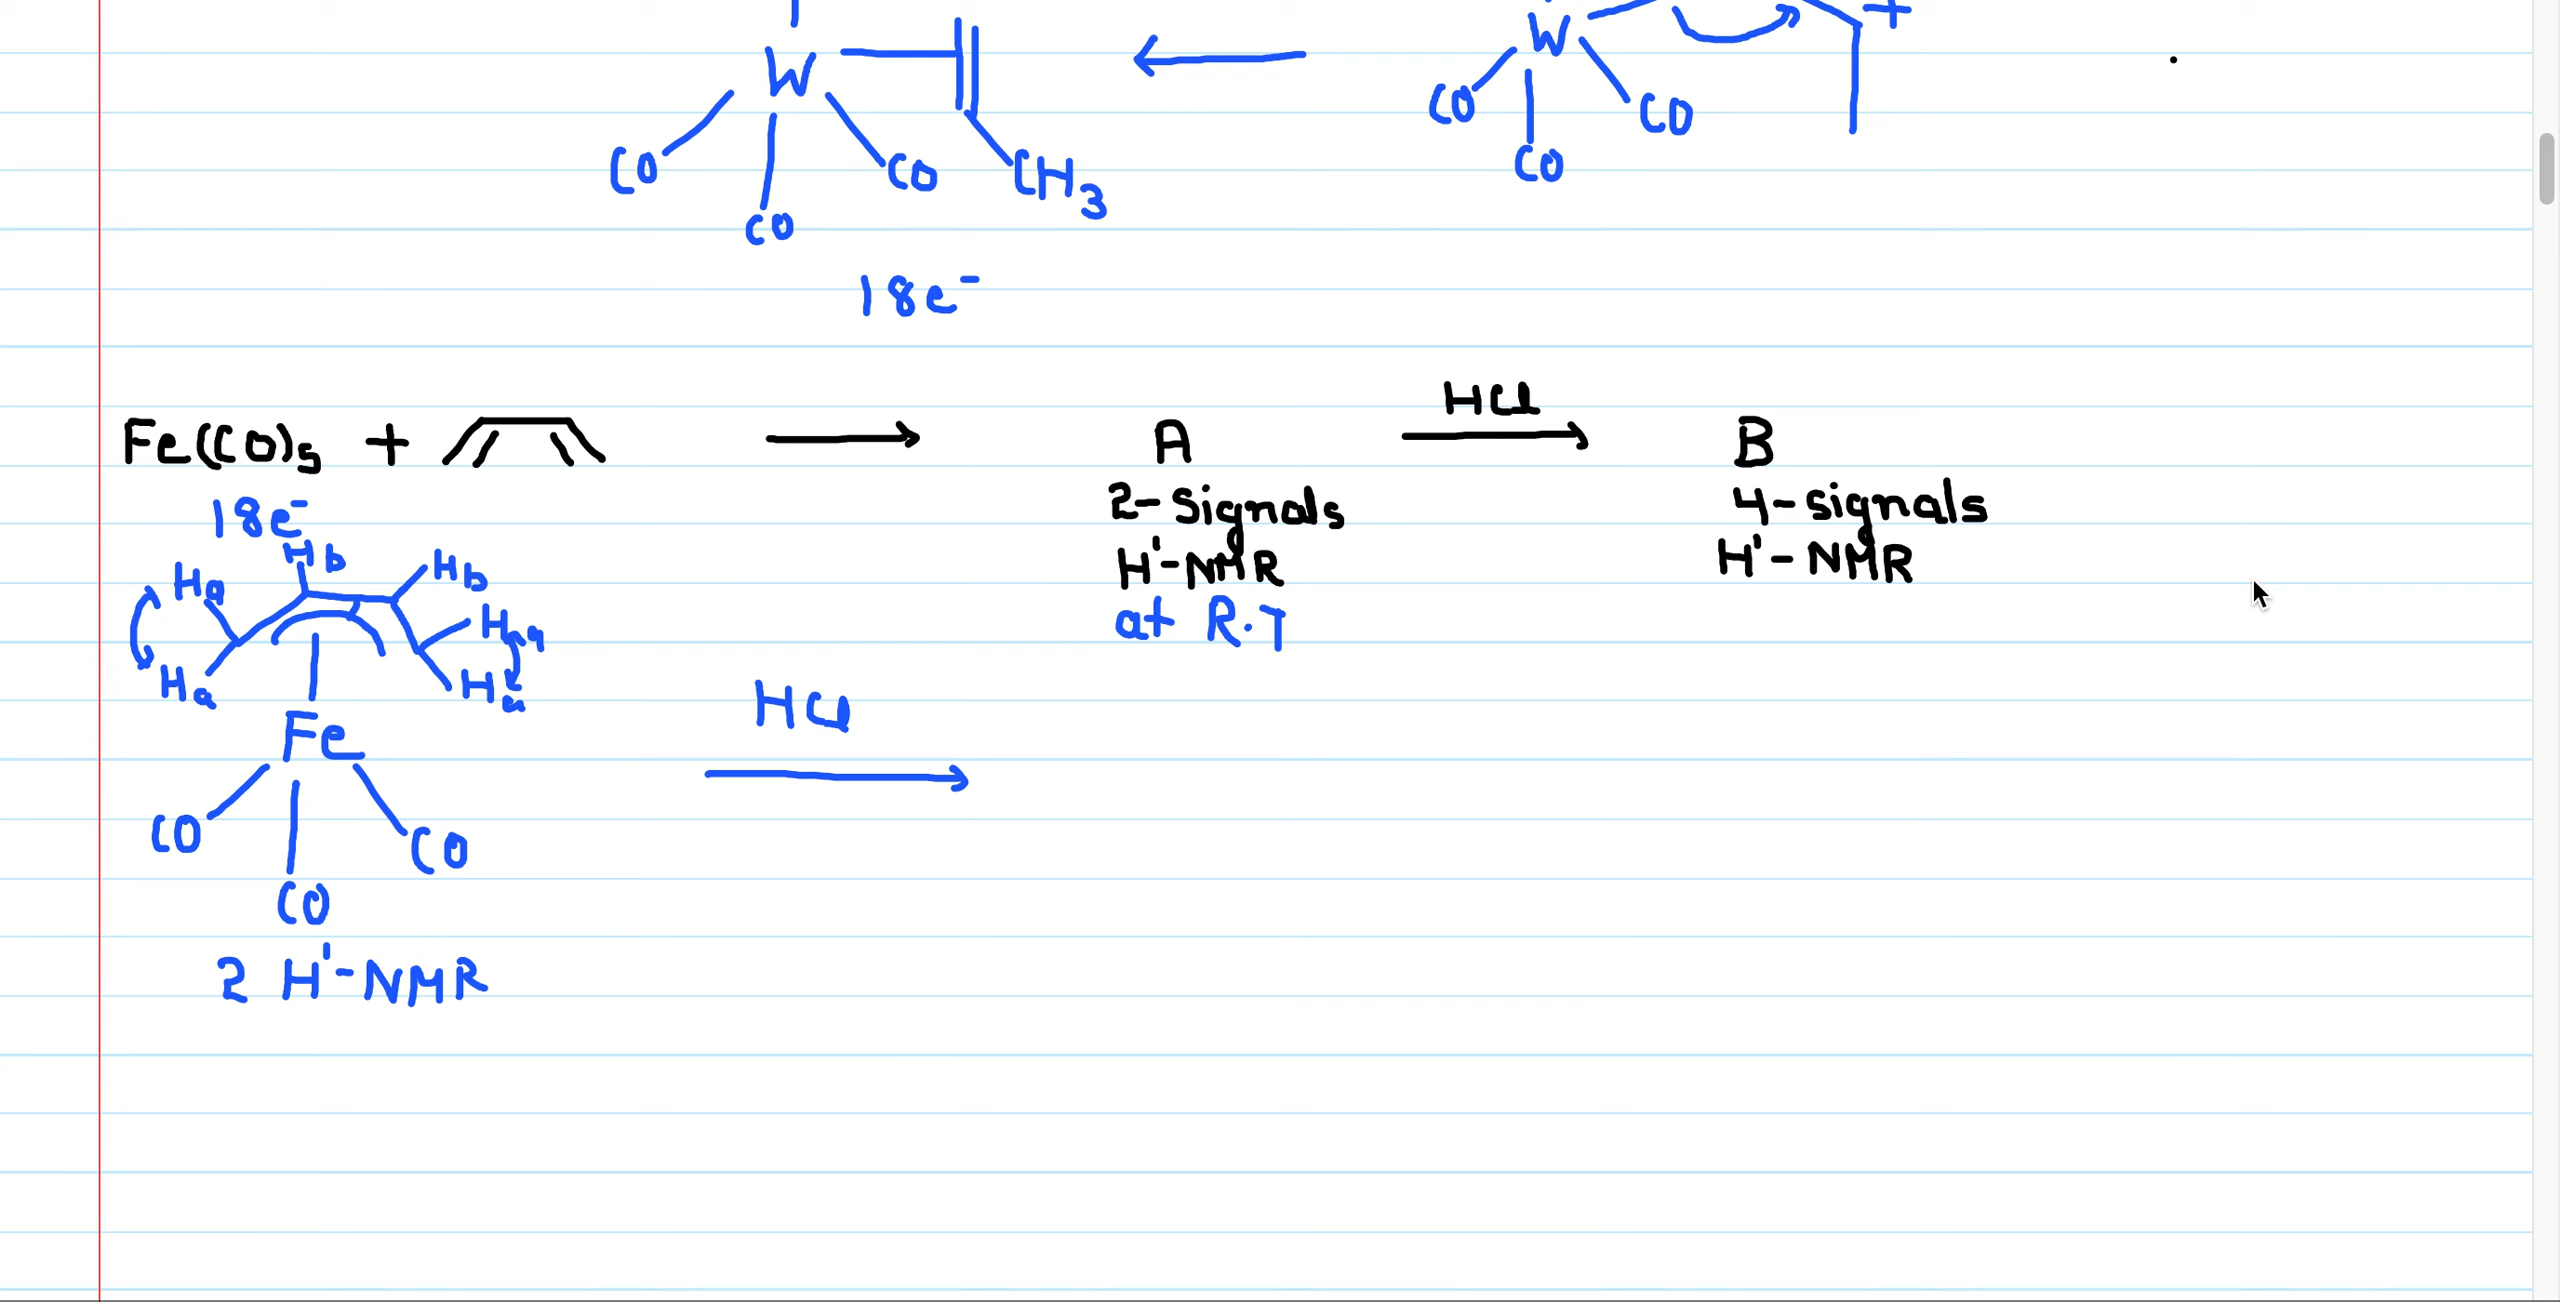 W
CO
CO
CO
CH3
18e-
W
+
CO
CO
CO
Fe(CO)5 + → A HCl → B
18e-
2-Signals
H'-NMR
at R.T
4-signals
H'-NMR
Ha
Hb
Hb
Ha
Ha
Ha
Fe
CO
CO
CO
2 H'-NMR
HCl